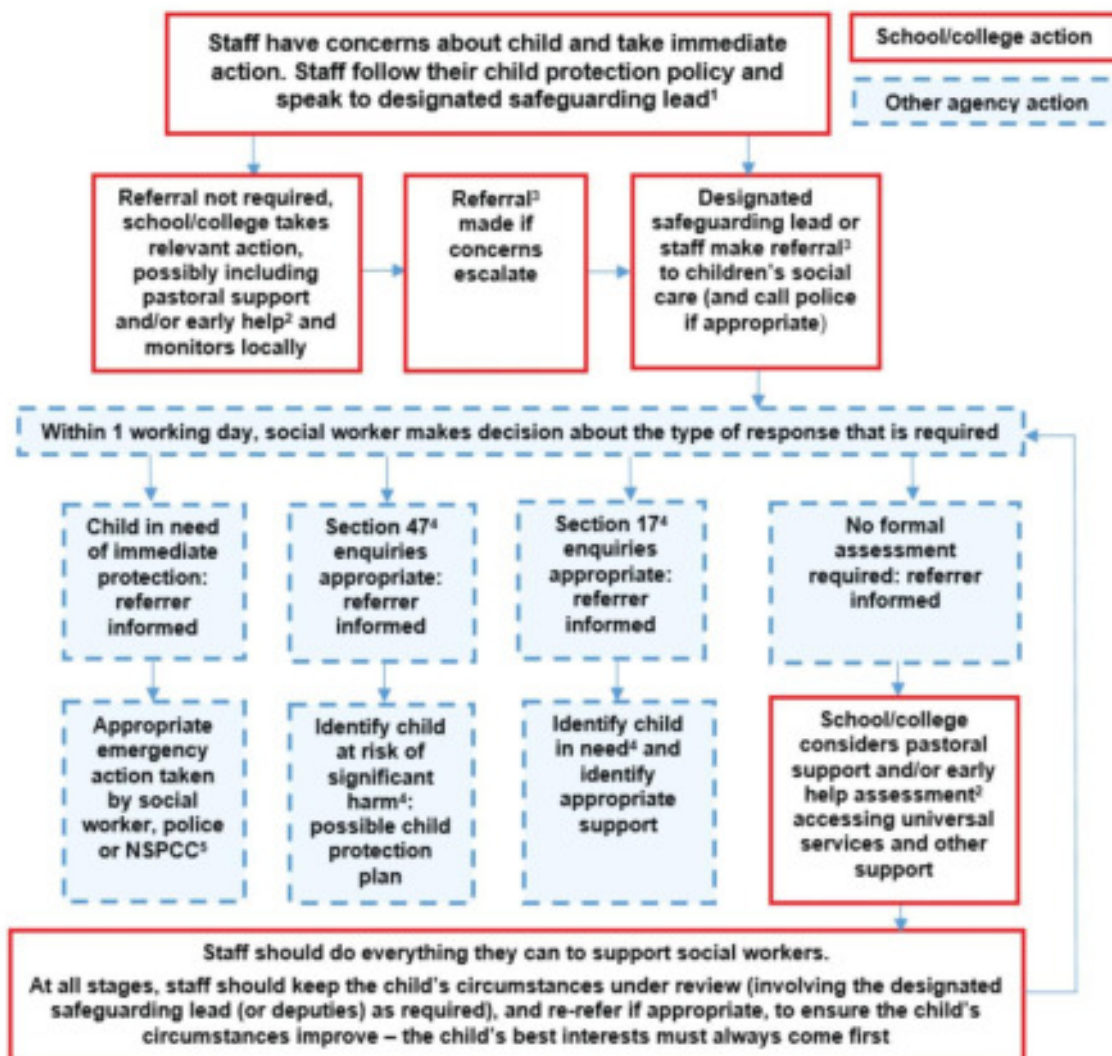 Staff have concerns about child and take immediate
action. Staff follow their child protection policy and
speak to designated safeguarding lead¹
School/college action
Other agency action
Referral not required,
school/college takes
relevant action,
possibly including
pastoral support
and/or early help² and
monitors locally
Referral³
made if
concerns
escalate
Designated
safeguarding lead or
staff make referral³
to children's social
care (and call police
if appropriate)
Within 1 working day, social worker makes decision about the type of response that is required
Child in need
of immediate
protection:
referrer
informed
Section 47⁴
enquiries
appropriate:
referrer
informed
Section 17⁴
enquiries
appropriate:
referrer
informed
No formal
assessment
required: referrer
informed
Appropriate
emergency
action taken
by social
worker, police
or NSPCC⁵
Identify child
at risk of
significant
harm⁴:
possible child
protection
plan
Identify child
in need⁴ and
identify
appropriate
support
School/college
considers pastoral
support and/or early
help assessment²
accessing universal
services and other
support
Staff should do everything they can to support social workers.
At all stages, staff should keep the child's circumstances under review (involving the designated
safeguarding lead (or deputies) as required), and re-refer if appropriate, to ensure the child's
circumstances improve – the child's best interests must always come first